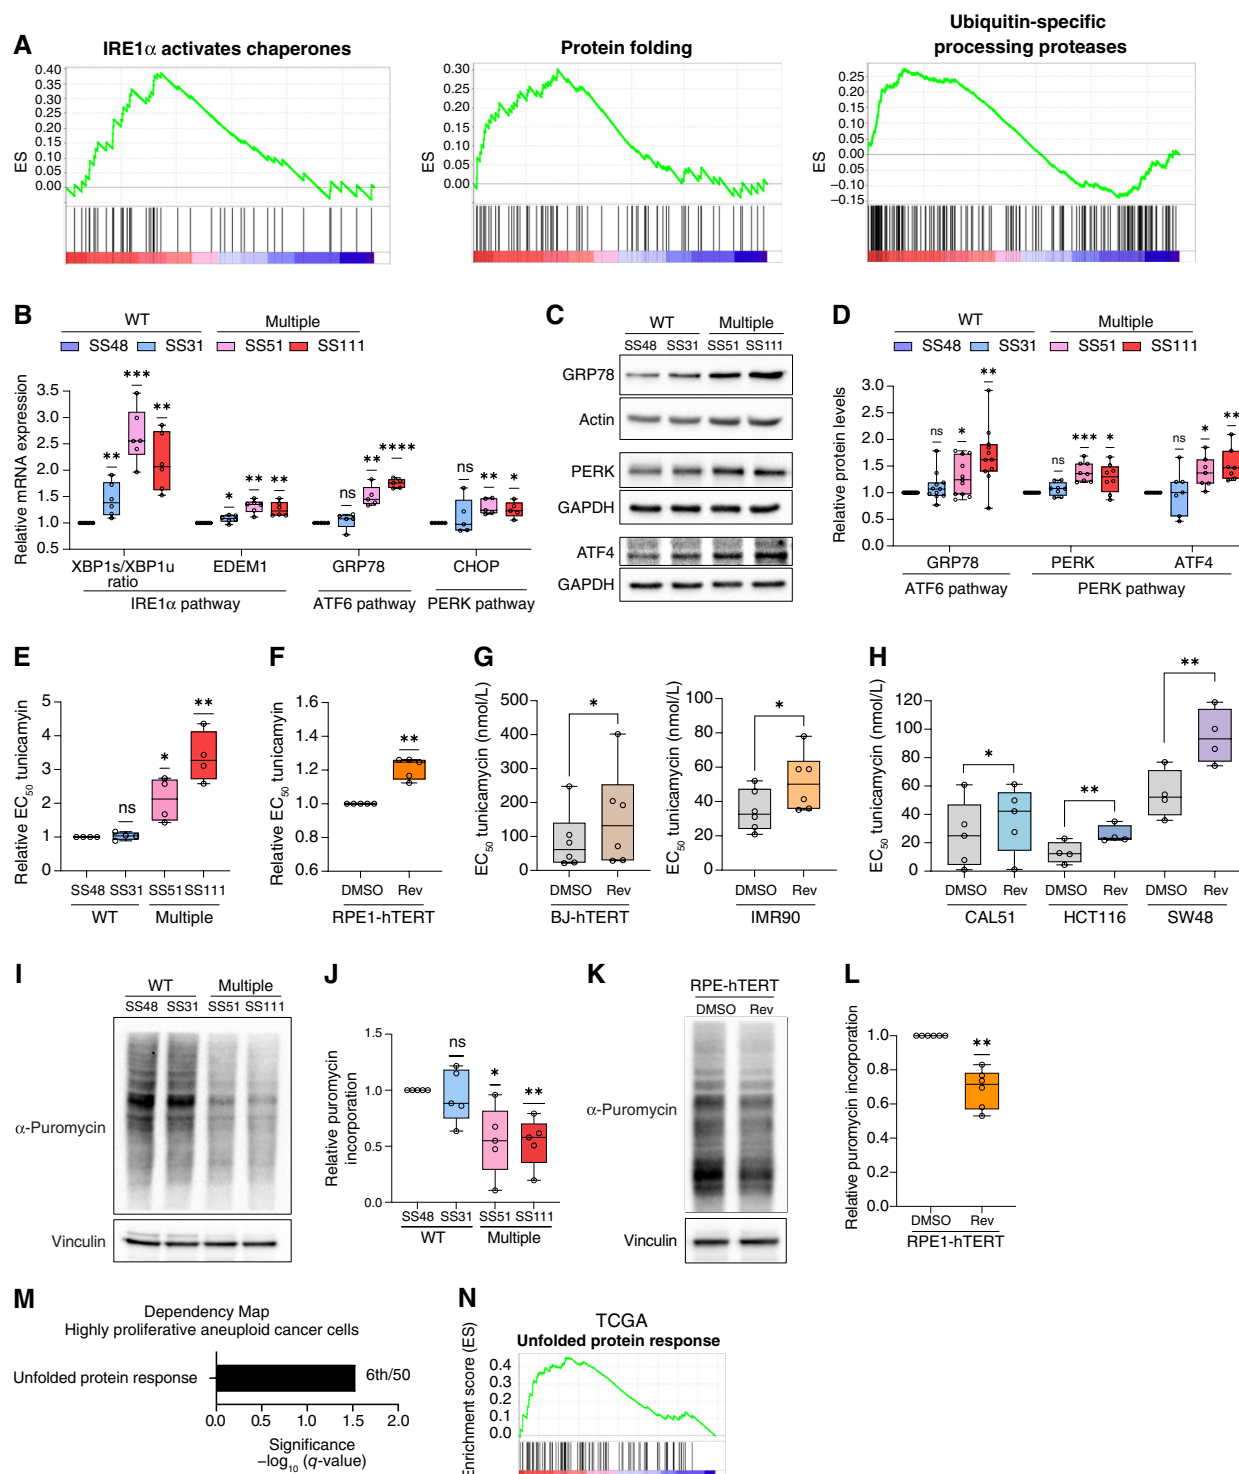 A
IRE1α activates chaperones
Protein folding
Ubiquitin-specific
processing proteases
ES
0.40
0.35
0.30
0.25
0.20
0.15
0.10
0.05
0.00
ES
0.30
0.25
0.20
0.15
0.10
0.05
0.00
ES
0.25
0.20
0.15
0.10
0.05
0.00
−0.05
−0.10
−0.15
B
WT Multiple
SS48 SS31 SS51 SS111
Relative mRNA expression
3.5
3.0
2.5
2.0
1.5
1.0
0.5
** *** ** * ** ** ns ** **** ns ** *
XBP1s/XBP1u
ratio
EDEM1 GRP78 CHOP
IRE1α pathway ATF6 pathway PERK pathway
C
WT Multiple
SS48 SS31 SS51 SS111
GRP78
Actin
PERK
GAPDH
ATF4
GAPDH
D
WT Multiple
SS48 SS31 SS51 SS111
Relative protein levels
3.0
2.5
2.0
1.5
1.0
0.5
0.0
ns * ** ns *** * ns * **
GRP78 PERK ATF4
ATF6 pathway PERK pathway
E
Relative EC50 tunicamyin
5
4
3
2
1
0
ns * **
SS48 SS31 SS51 SS111
WT Multiple
F
Relative EC50 tunicamyin
1.6
1.4
1.2
1.0
0.8
0.6
**
DMSO Rev
RPE1-hTERT
G
EC50 tunicamycin (nmol/L)
500
400
300
200
100
0
*
DMSO Rev
BJ-hTERT
EC50 tunicamycin (nmol/L)
100
80
60
40
20
0
*
DMSO Rev
IMR90
H
EC50 tunicamycin (nmol/L)
120
100
80
60
40
20
0
* ** **
DMSO Rev DMSO Rev DMSO Rev
CAL51 HCT116 SW48
I
WT Multiple
SS48 SS31 SS51 SS111
α-Puromycin
Vinculin
J
Relative puromycin
incorporation
1.5
1.0
0.5
0.0
ns * **
SS48 SS31 SS51 SS111
WT Multiple
K
RPE-hTERT
DMSO Rev
α-Puromycin
Vinculin
L
Relative puromycin incorporation
1.0
0.8
0.6
0.4
0.2
0.0
**
DMSO Rev
RPE1-hTERT
M
Dependency Map
Highly proliferative aneuploid cancer cells
Unfolded protein response
6th/50
0.0 0.5 1.0 1.5 2.0
Significance
−log10 (q-value)
N
TCGA
Unfolded protein response
Enrichment score (ES)
0.4
0.3
0.2
0.1
0.0